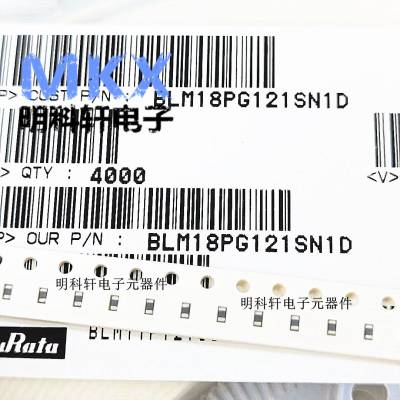 MKX
P> CUST P/N : BLM18PG121SN1D
明科轩电子
P> QTY : 4000 <V>
P> OUR P/N : BLM18PG121SN1D
明科轩电子元器件 明科轩电子元器件
muRata